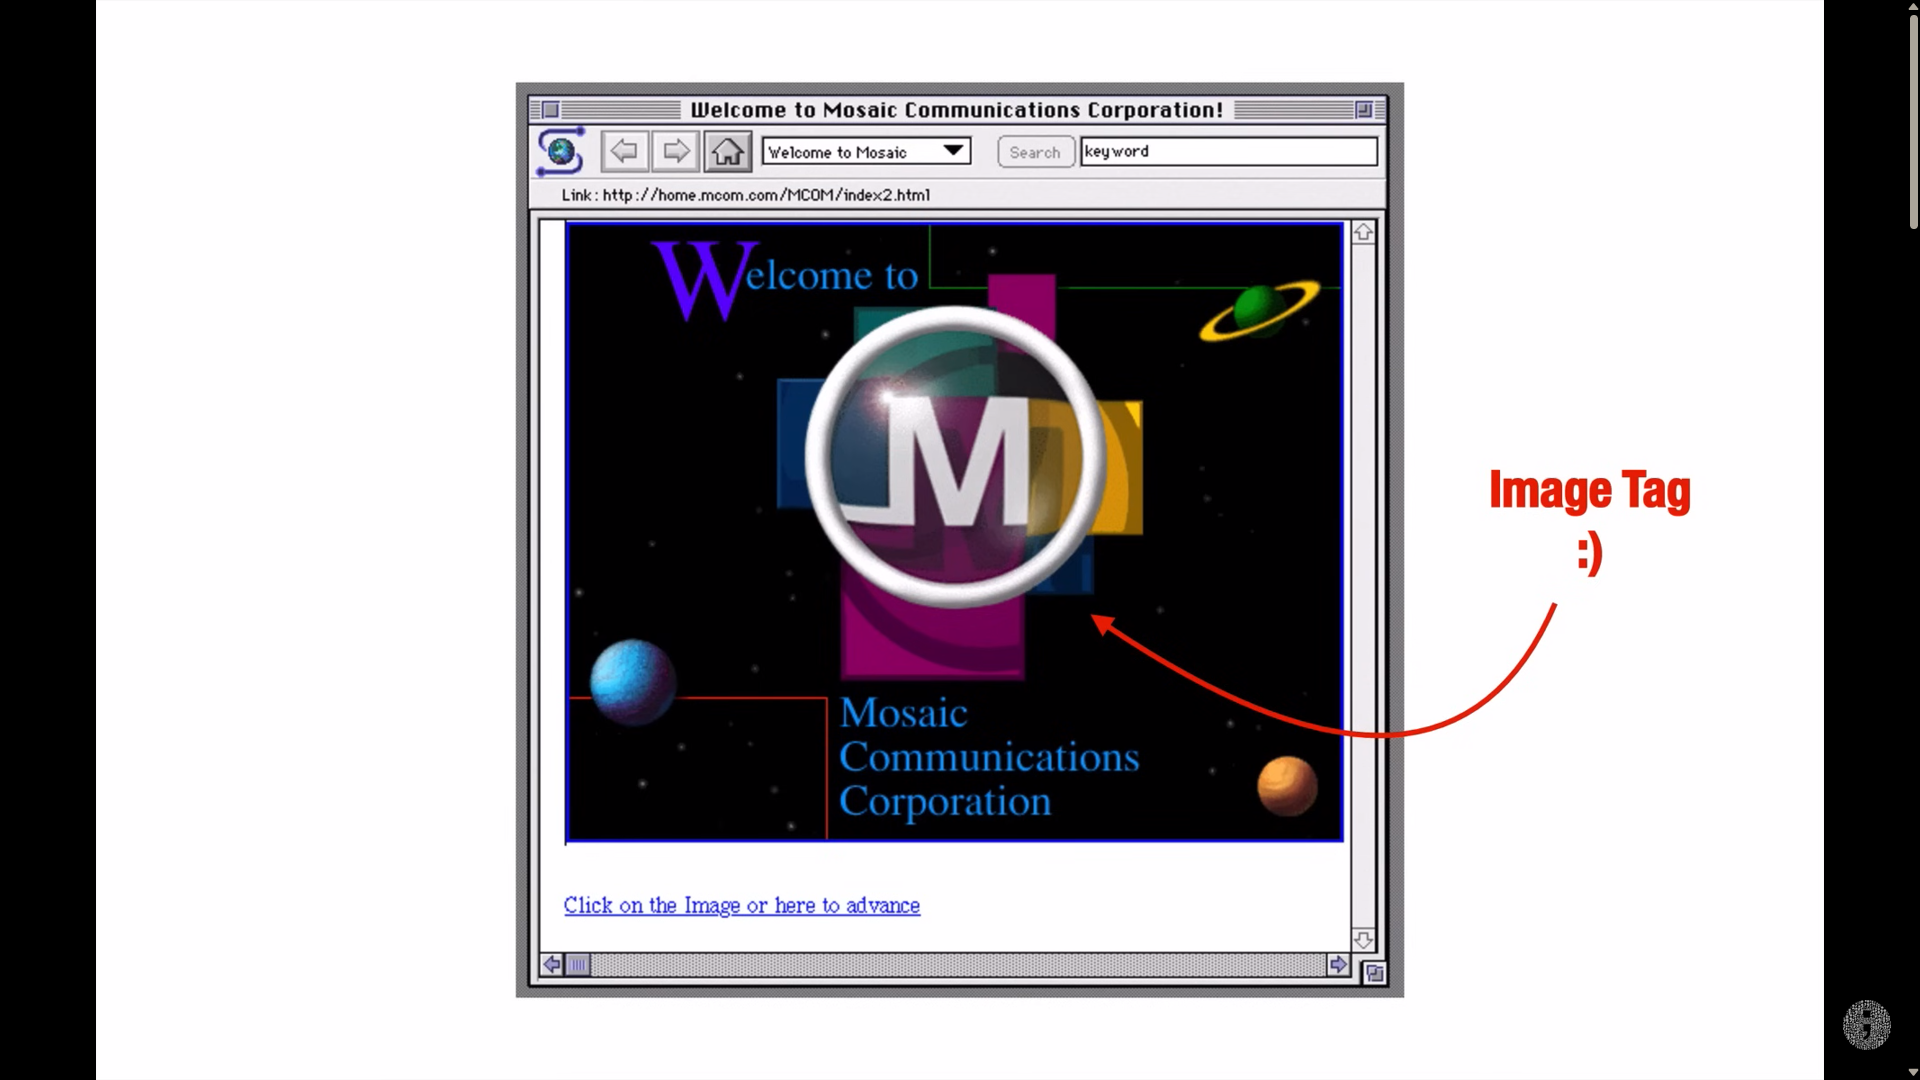 Welcome to Mosaic Communications Corporation!
Welcome to Mosaic
Search
keyword
Link: http://home.mcom.com/MCOM/index2.html
Welcome to
M
Mosaic
Communications
Corporation
Image Tag
:)
Click on the Image or here to advance